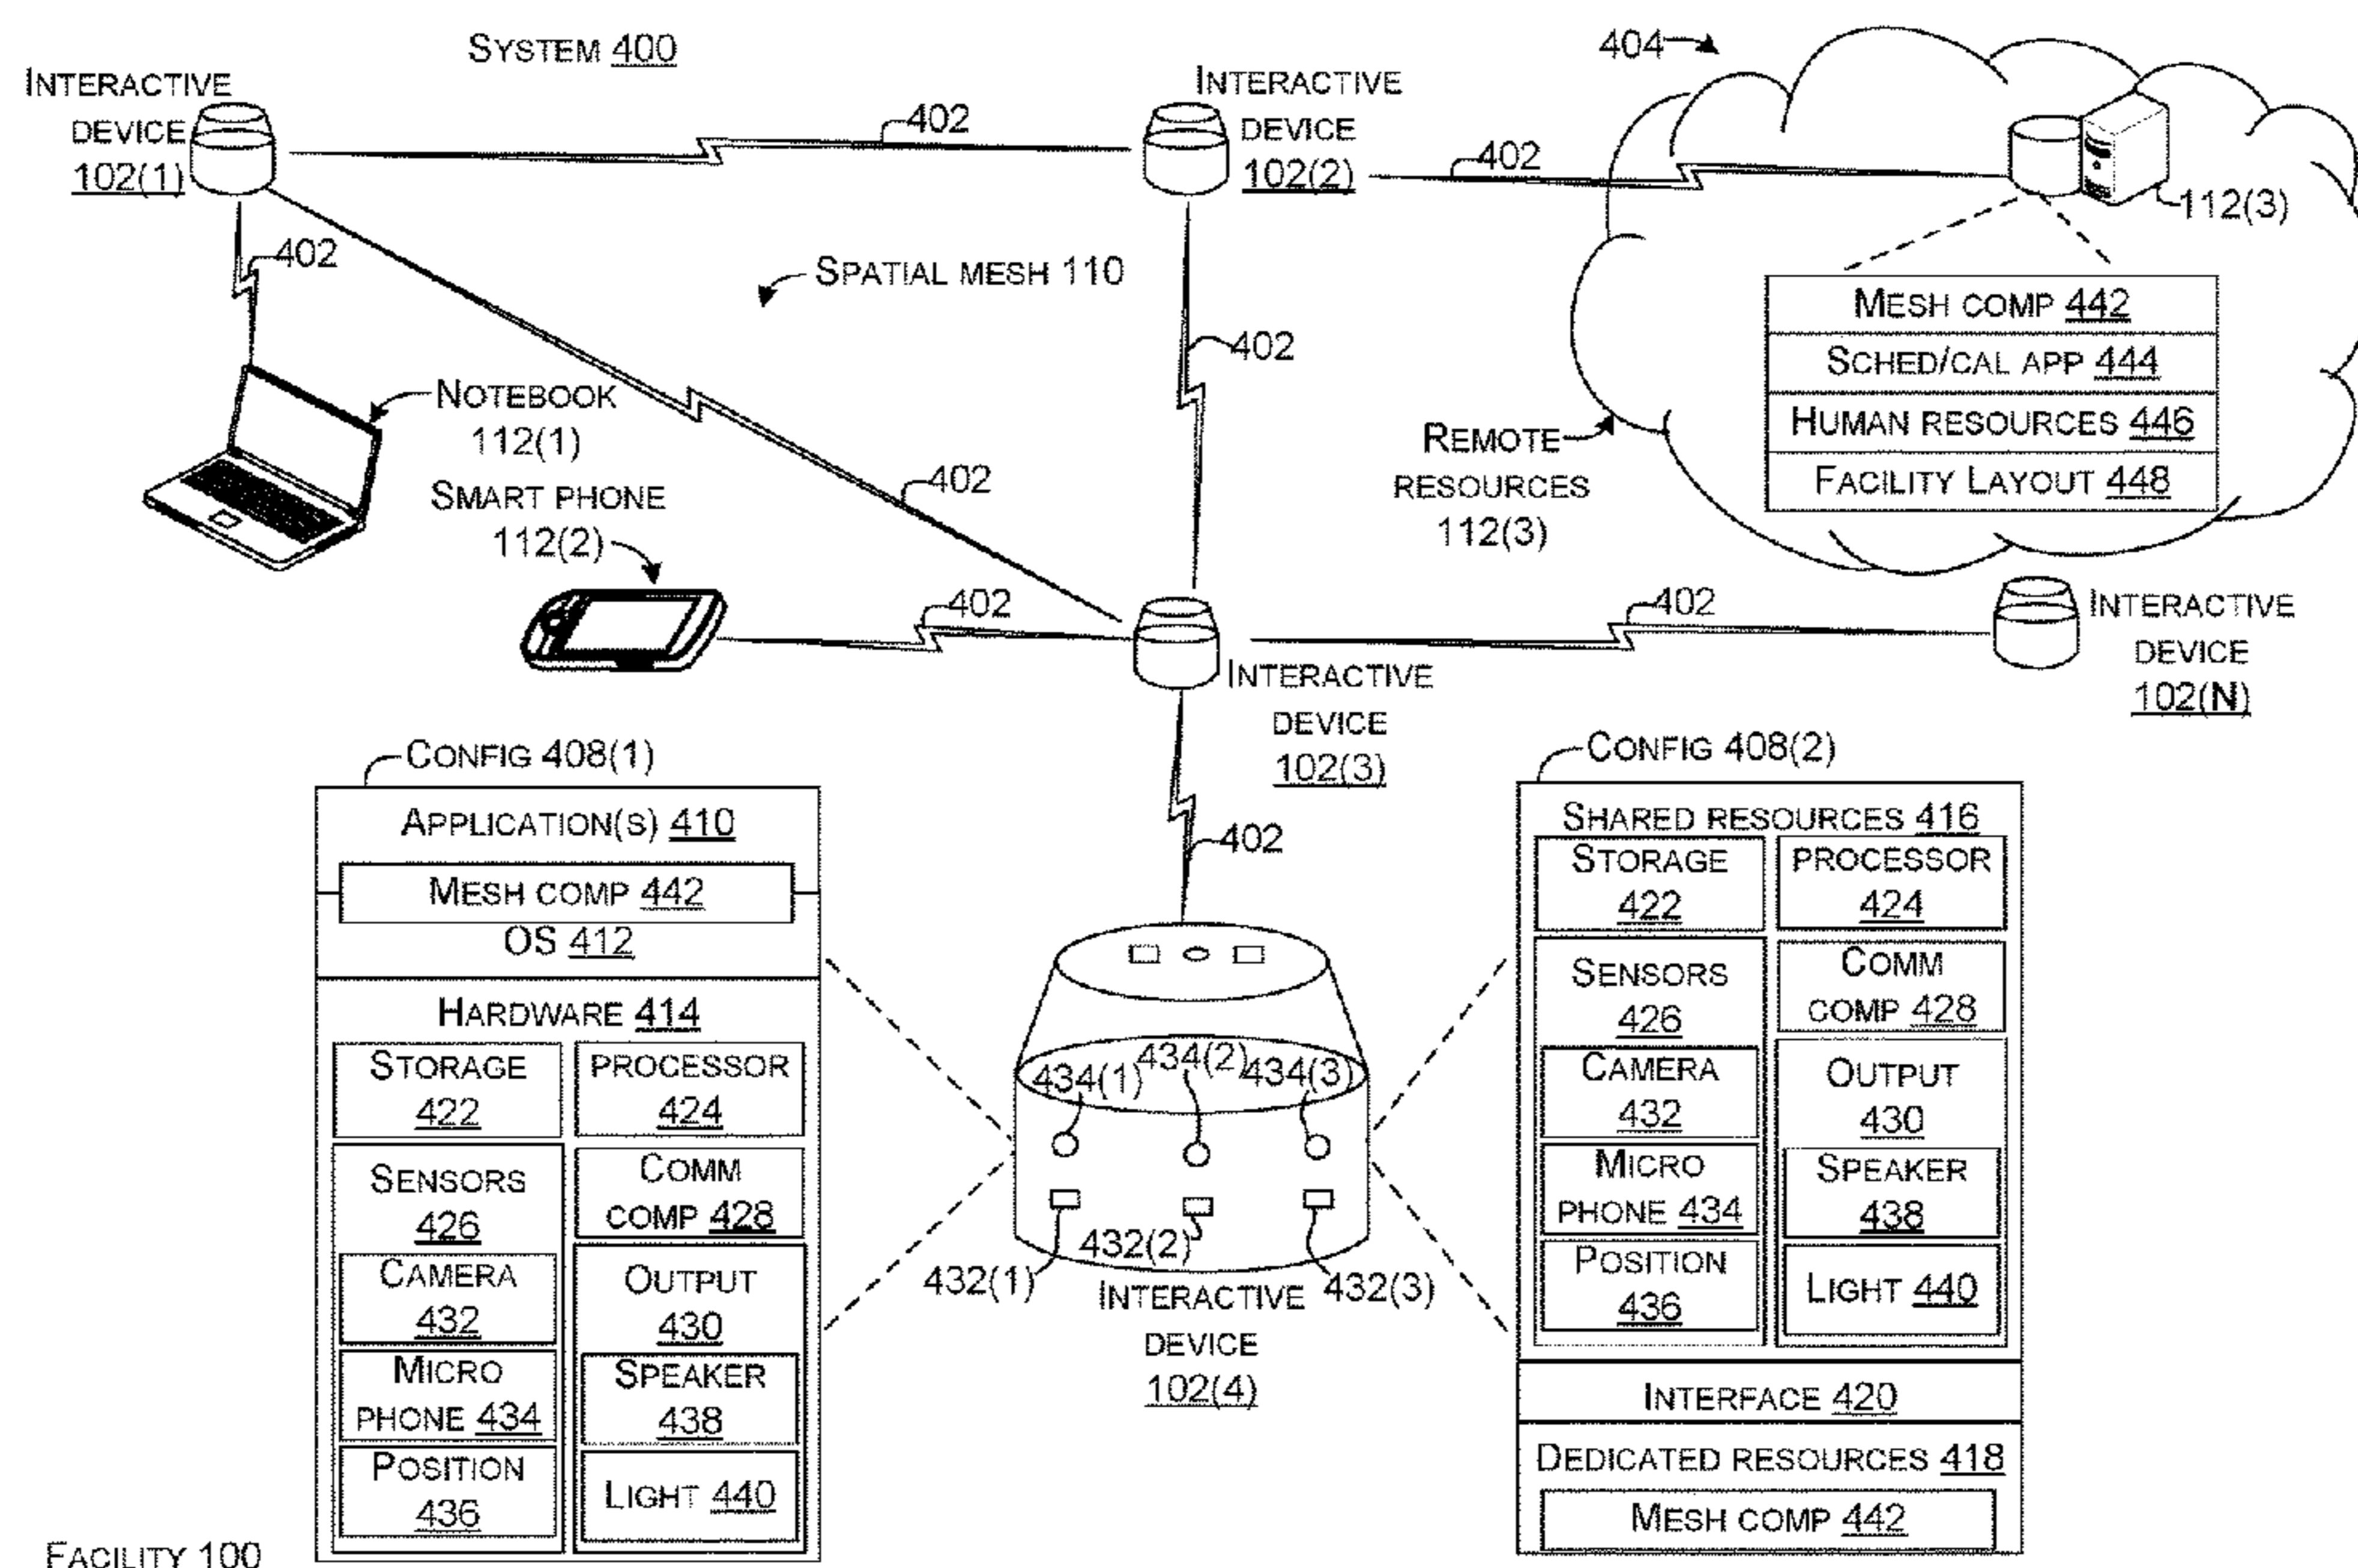 SYSTEM 400
404
INTERACTIVE
DEVICE
102(1)
402
INTERACTIVE
DEVICE
102(2)
402
112(3)
402
SPATIAL MESH 110
402
MESH COMP 442
SCHED/CAL APP 444
HUMAN RESOURCES 446
FACILITY LAYOUT 448
NOTEBOOK
112(1)
SMART PHONE
112(2)
402
REMOTE
RESOURCES
112(3)
402
402
INTERACTIVE
DEVICE
102(N)
INTERACTIVE
DEVICE
102(3)
402
CONFIG 408(1)
APPLICATION(S) 410
MESH COMP 442
OS 412
HARDWARE 414
STORAGE
422
PROCESSOR
424
SENSORS
426
COMM
COMP 428
CAMERA
432
OUTPUT
430
MICRO
PHONE 434
SPEAKER
438
POSITION
436
LIGHT 440
434(1)
434(2)
434(3)
432(1)
432(2)
432(3)
INTERACTIVE
DEVICE
102(4)
CONFIG 408(2)
SHARED RESOURCES 416
STORAGE
422
PROCESSOR
424
SENSORS
426
COMM
COMP 428
CAMERA
432
OUTPUT
430
MICRO
PHONE 434
SPEAKER
438
POSITION
436
LIGHT 440
INTERFACE 420
DEDICATED RESOURCES 418
MESH COMP 442
FACILITY 100